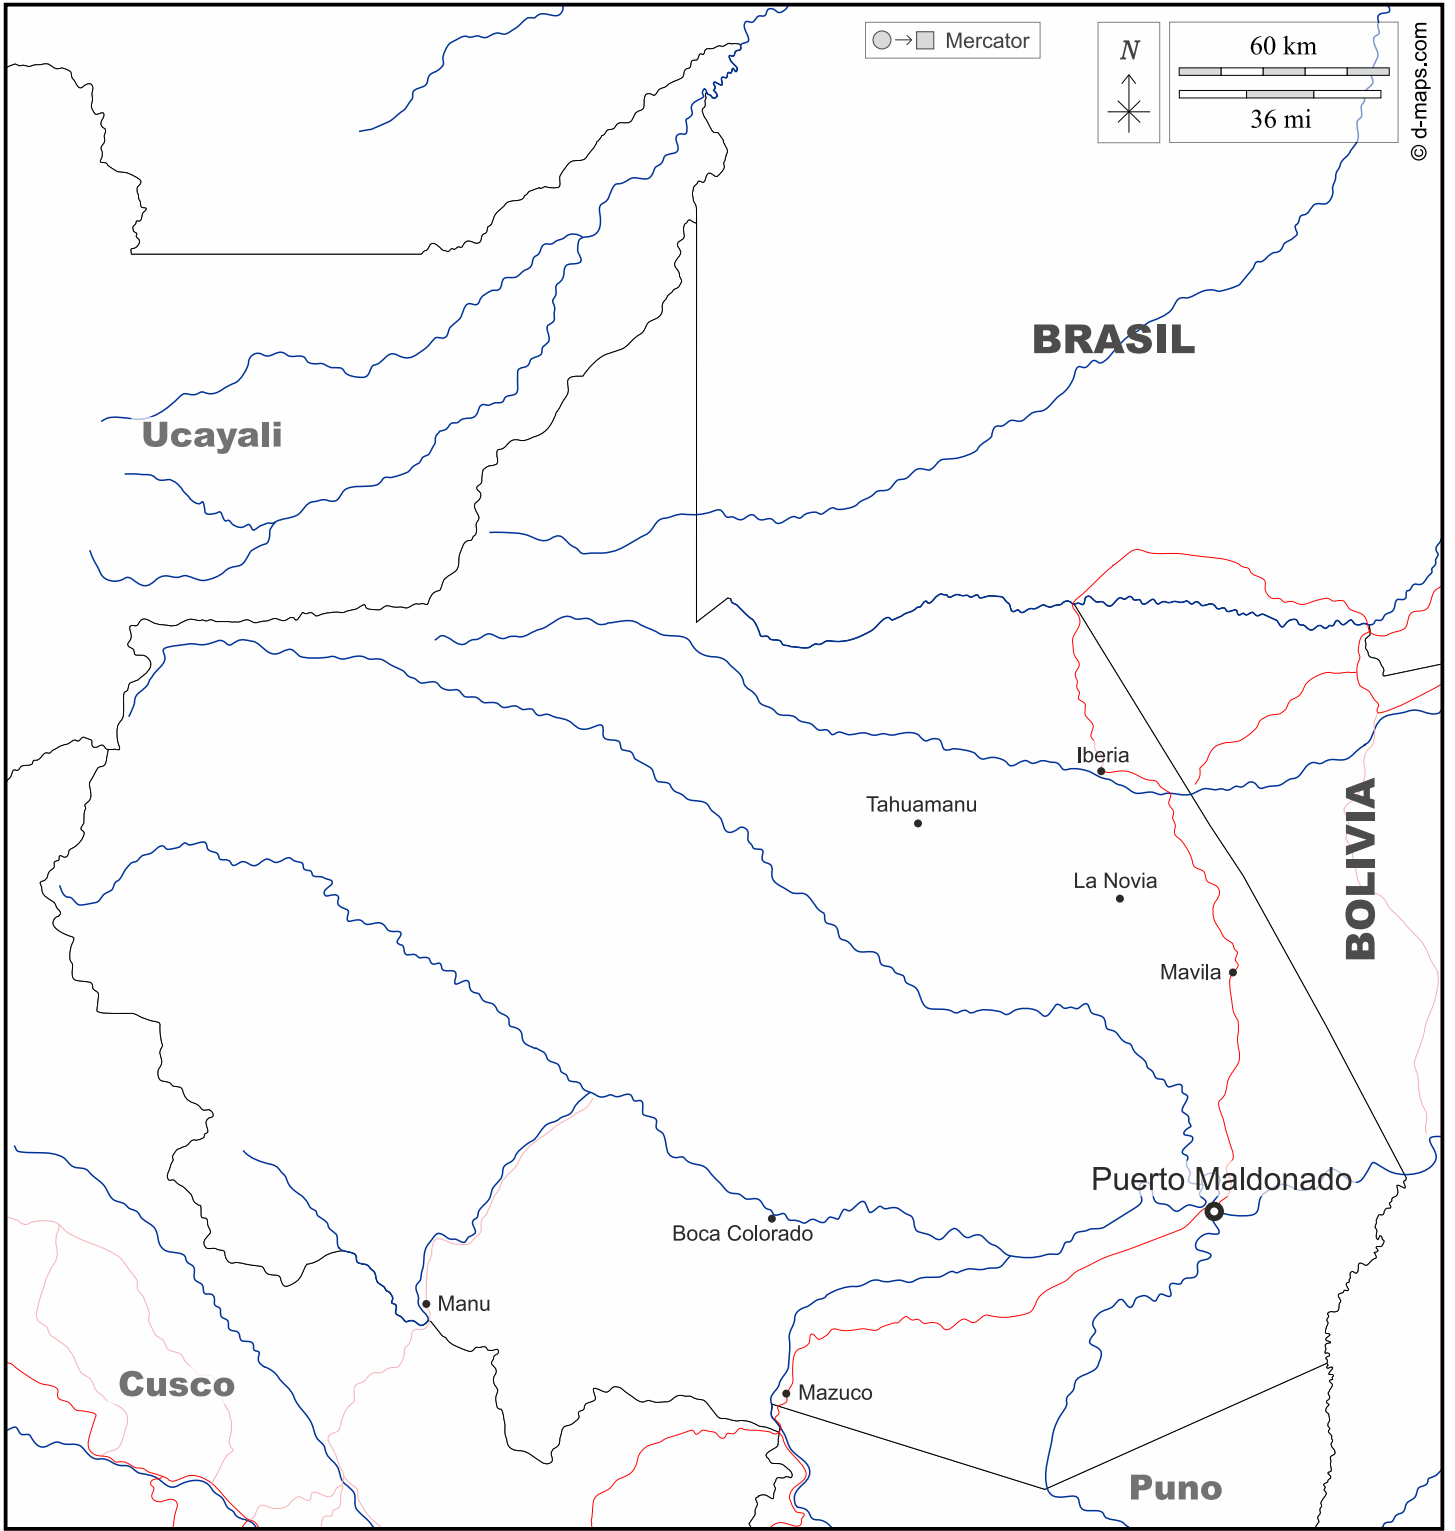 Mercator
N
60 km
36 mi
© d-maps.com
BRASIL
Ucayali
Iberia
Tahuamanu
BOLIVIA
La Novia
Mavila
Puerto Maldonado
Boca Colorado
Manu
Cusco
Mazuco
Puno